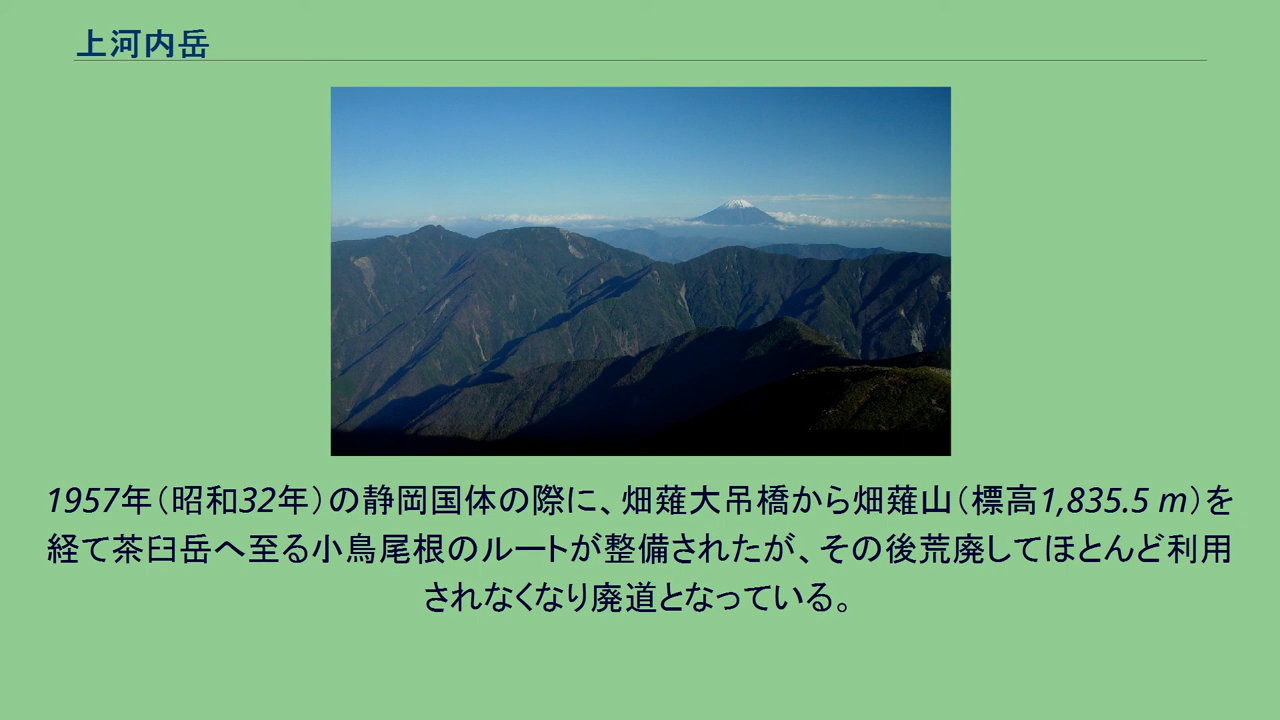 上河内岳
1957年（昭和32年）の静岡国体の際に、畑薙大吊橋から畑薙山（標高1,835.5 m）を
経て茶臼岳へ至る小鳥尾根のルートが整備されたが、その後荒廃してほとんど利用
されなくなり廃道となっている。